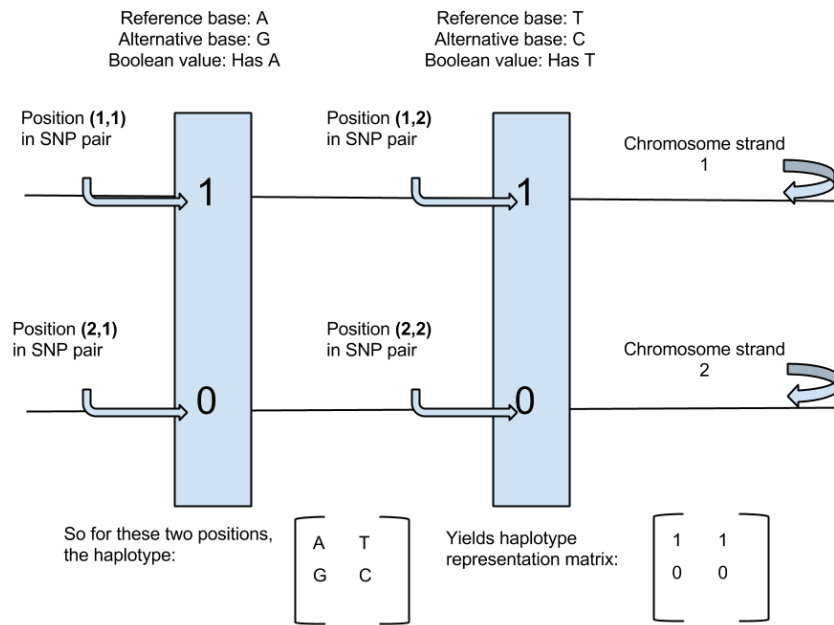 Reference base: A
Alternative base: G
Boolean value: Has A
Reference base: T
Alternative base: C
Boolean value: Has T
Position (1,1)
in SNP pair
1
Position (1,2)
in SNP pair
1
Chromosome strand
1
Position (2,1)
in SNP pair
0
Position (2,2)
in SNP pair
0
Chromosome strand
2
So for these two positions,
the haplotype:
A T
G C
Yields haplotype
representation matrix:
1 1
0 0